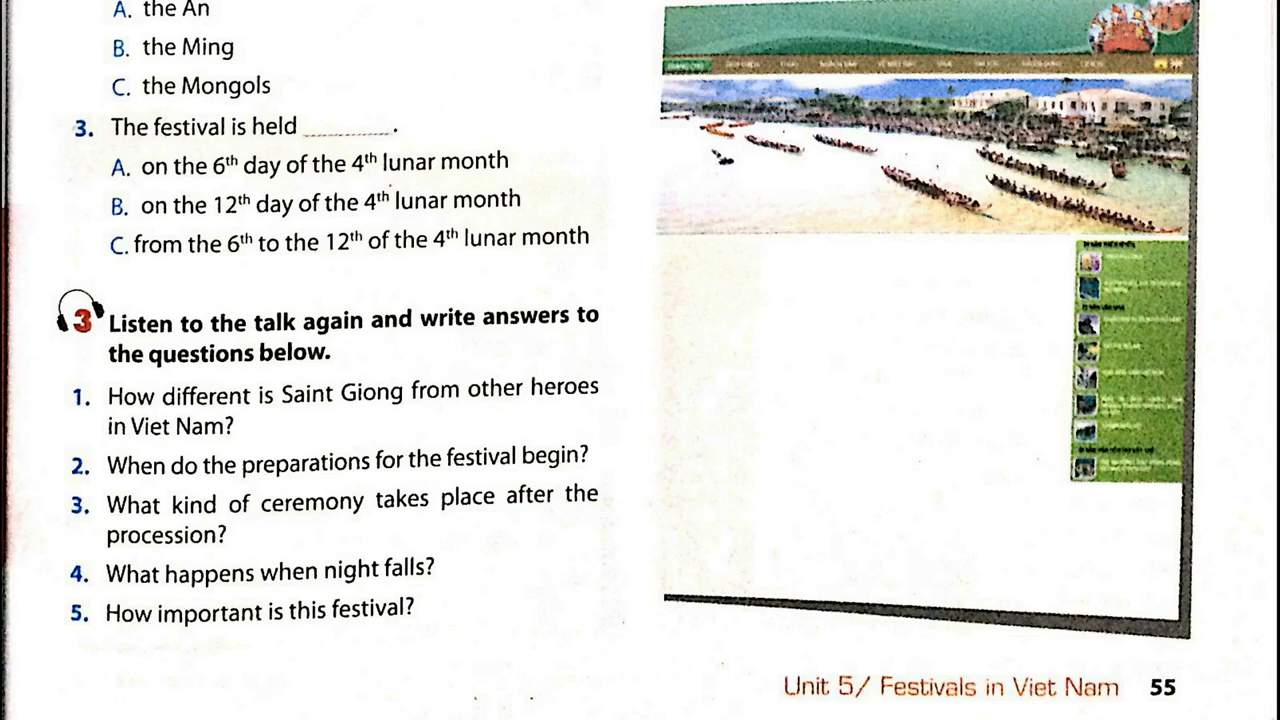 A. the An
B. the Ming
C. the Mongols
3. The festival is held ________.
A. on the 6th day of the 4th lunar month
B. on the 12th day of the 4th lunar month
C. from the 6th to the 12th of the 4th lunar month
3 Listen to the talk again and write answers to
the questions below.
1. How different is Saint Giong from other heroes
in Viet Nam?
2. When do the preparations for the festival begin?
3. What kind of ceremony takes place after the
procession?
4. What happens when night falls?
5. How important is this festival?
Unit 5/ Festivals in Viet Nam 55